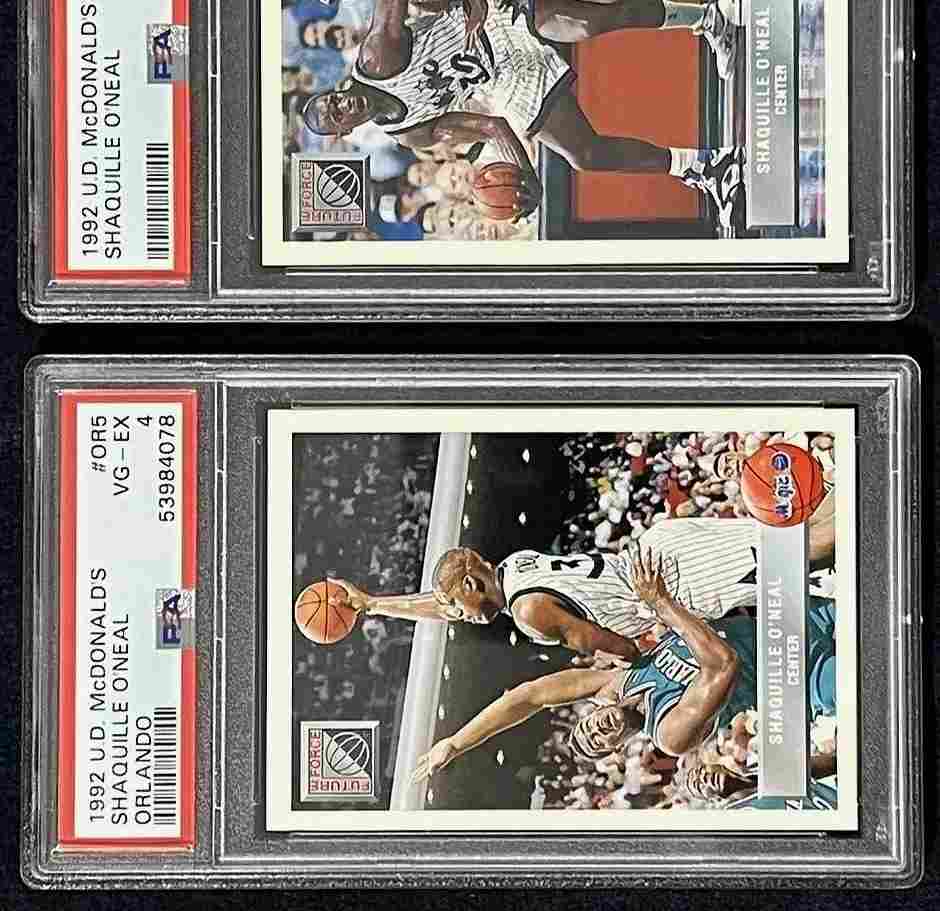 1992 U.D. McDONALD'S
SHAQUILLE O'NEAL
PSA
FUTURE
FORCE
SHAQUILLE O'NEAL
CENTER
1992 U.D. McDONALD'S #OR5
SHAQUILLE O'NEAL VG - EX
ORLANDO 4
53984078
PSA
FUTURE
FORCE
3
SHAQUILLE O'NEAL
CENTER